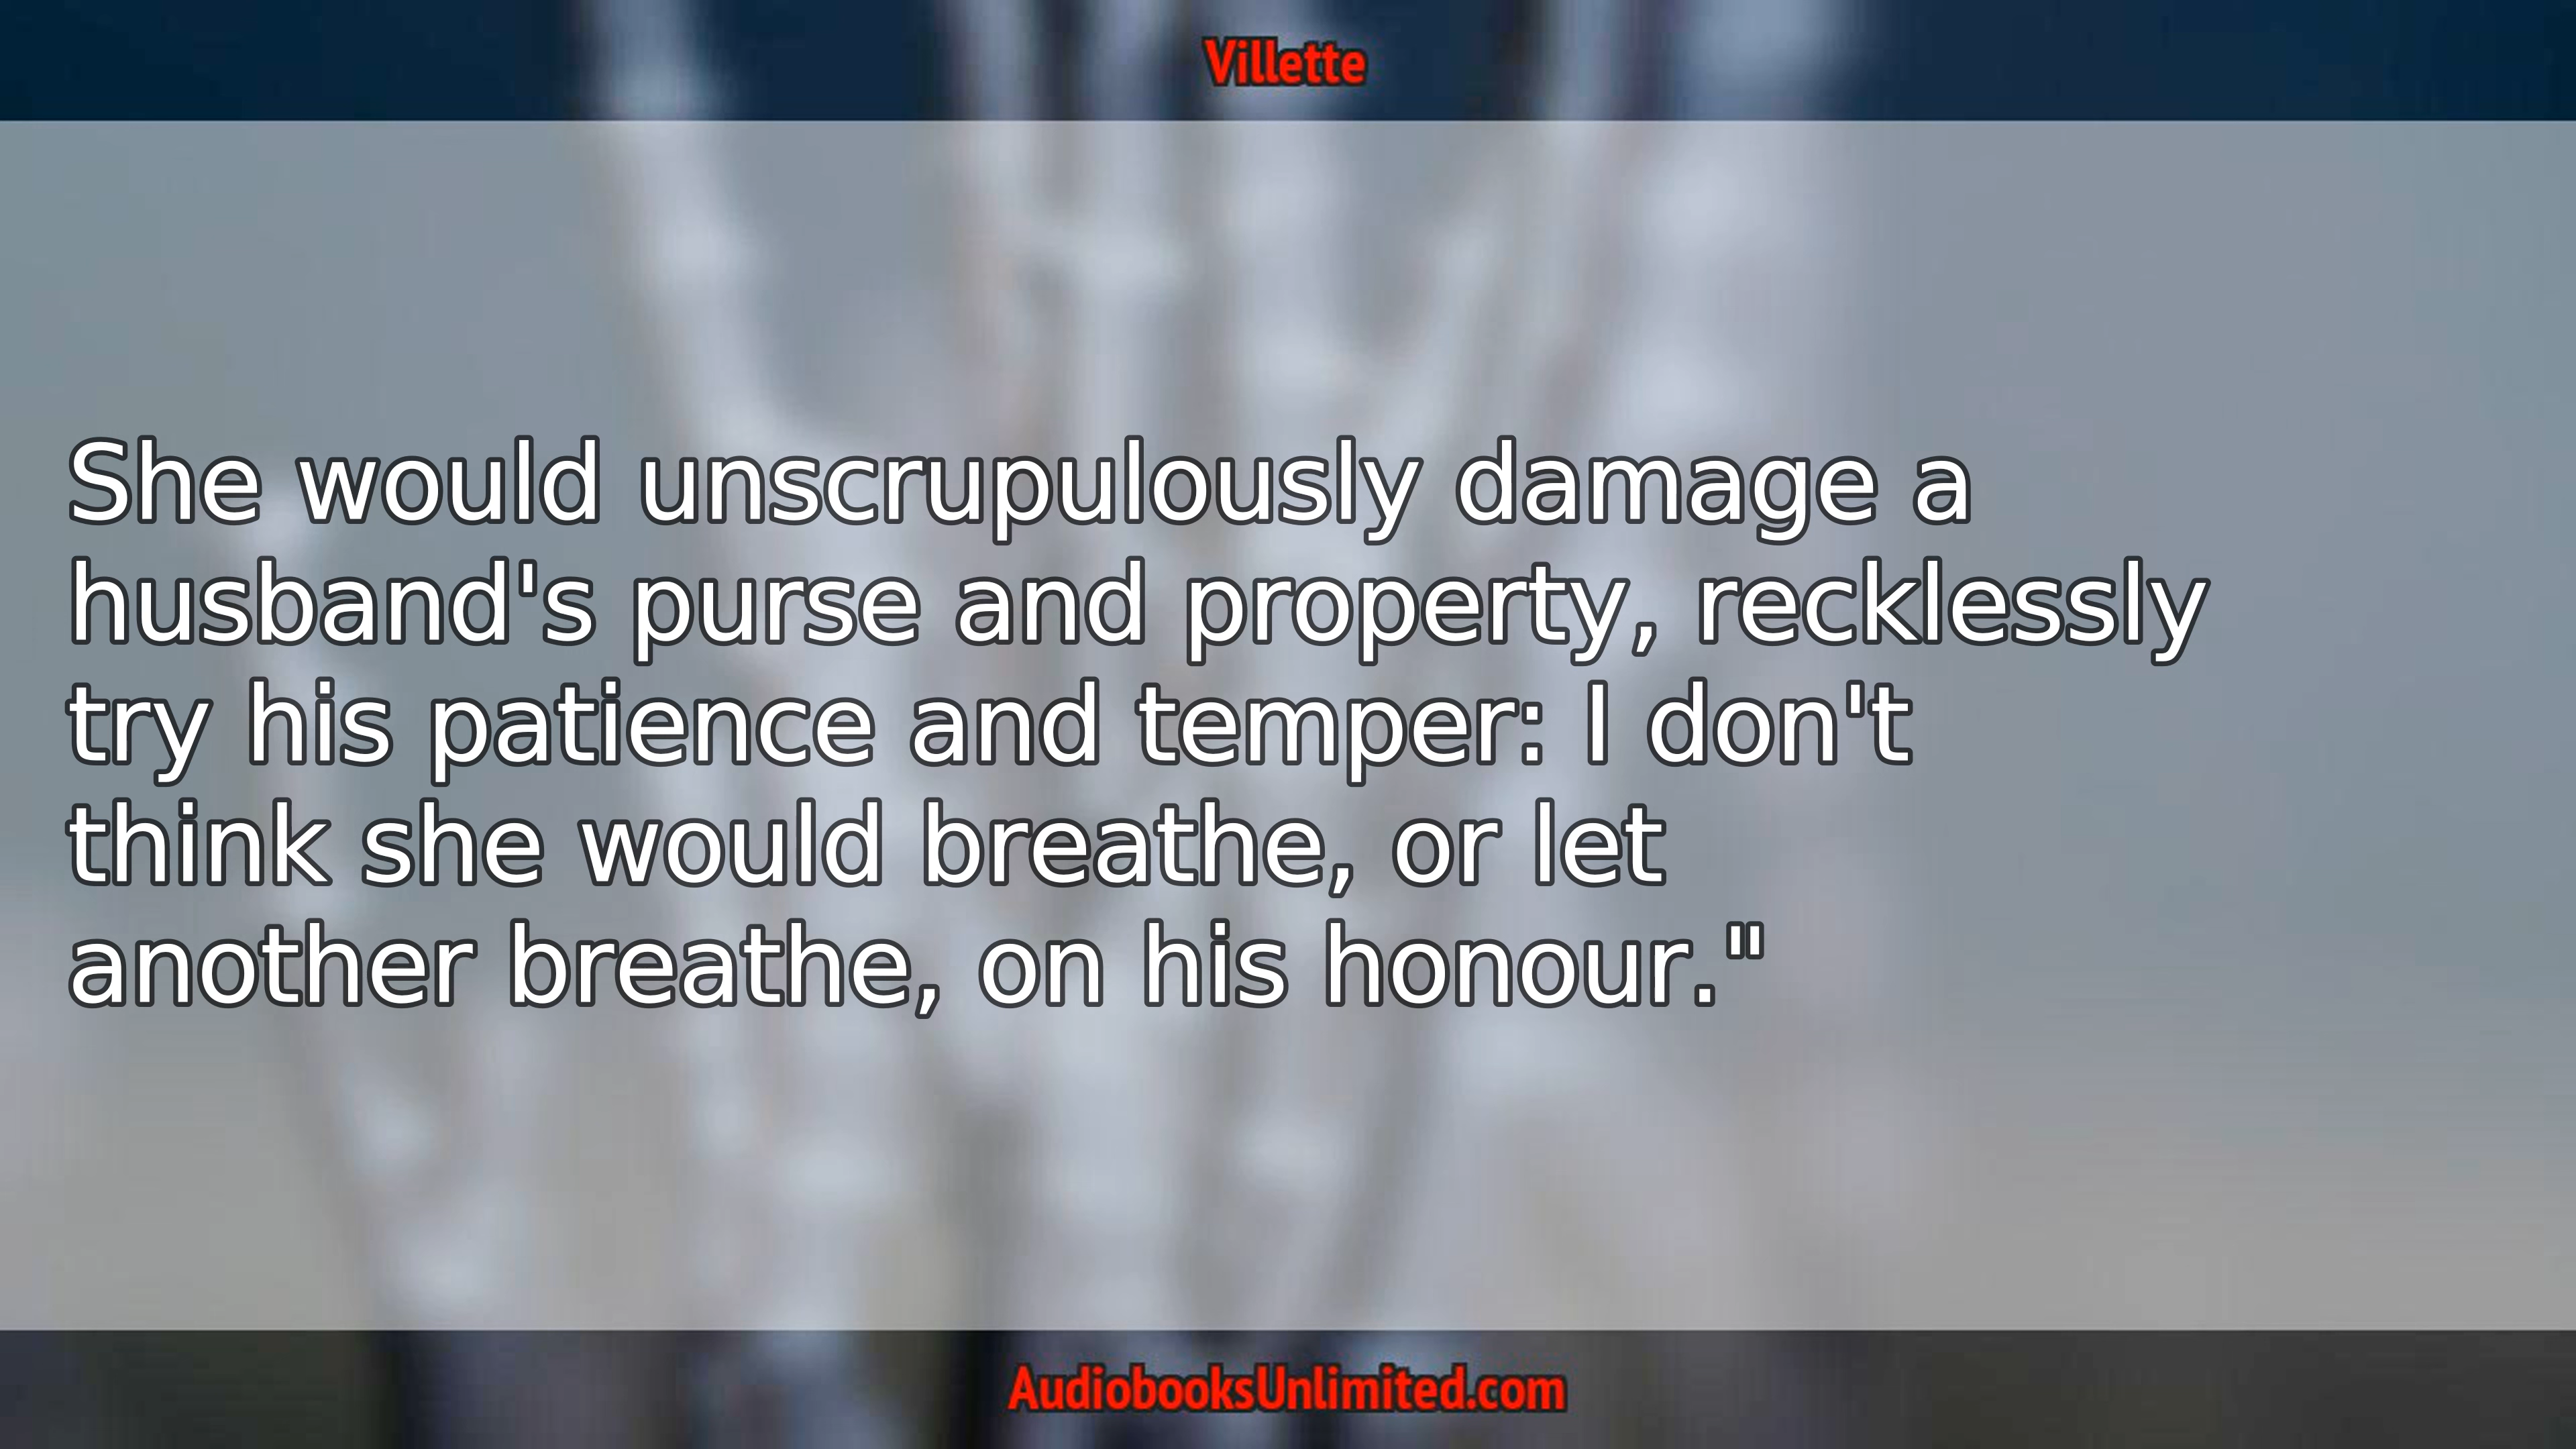 Villette
She would unscrupulously damage a
husband's purse and property, recklessly
try his patience and temper: I don't
think she would breathe, or let
another breathe, on his honour."
AudiobooksUnlimited.com